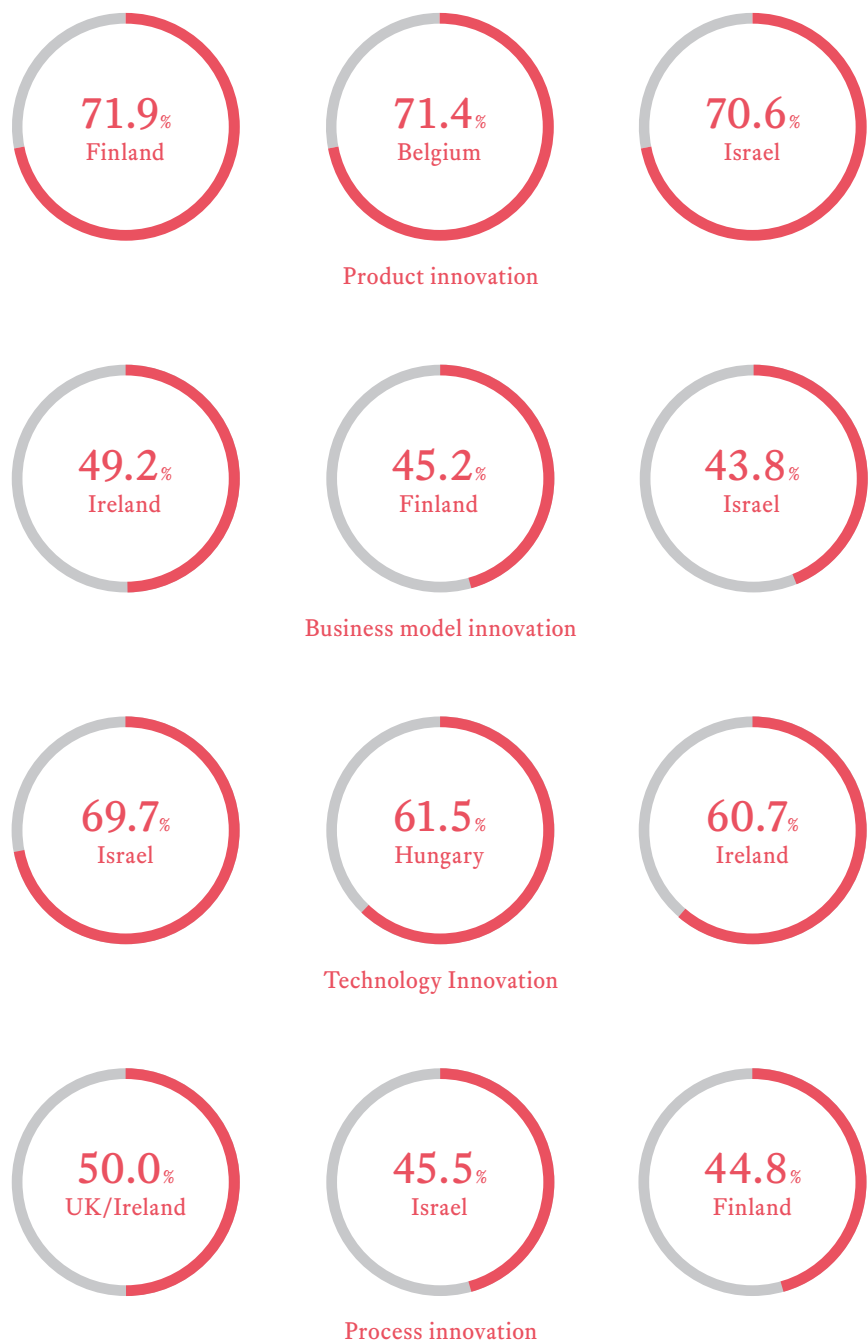 71.9% 71.4% 70.6%
Finland Belgium Israel
Product innovation
49.2% 45.2% 43.8%
Ireland Finland Israel
Business model innovation
69.7% 61.5% 60.7%
Israel Hungary Ireland
Technology Innovation
50.0% 45.5% 44.8%
UK/Ireland Israel Finland
Process innovation